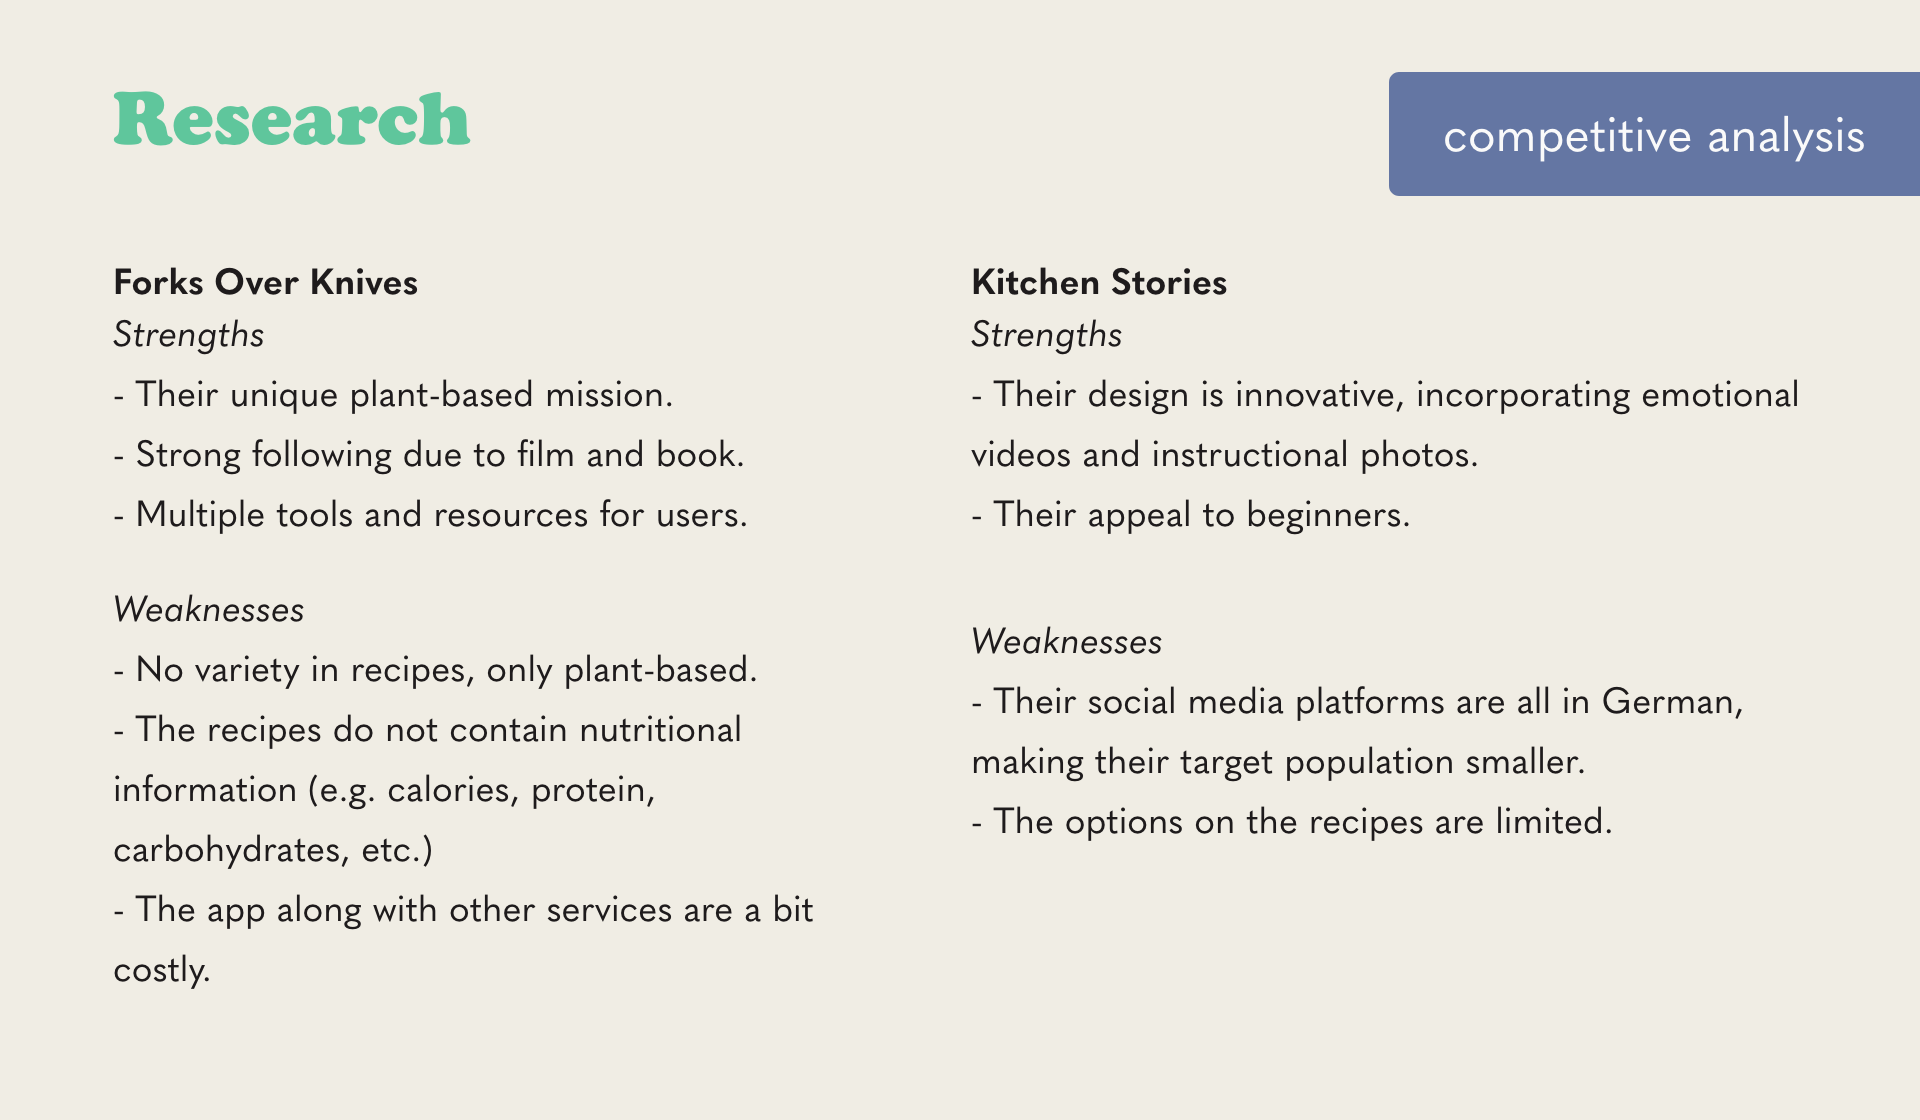 Research
competitive analysis
Forks Over Knives
Strengths
- Their unique plant-based mission.
- Strong following due to film and book.
- Multiple tools and resources for users.
Weaknesses
- No variety in recipes, only plant-based.
- The recipes do not contain nutritional
information (e.g. calories, protein,
carbohydrates, etc.)
- The app along with other services are a bit
costly.
Kitchen Stories
Strengths
- Their design is innovative, incorporating emotional
videos and instructional photos.
- Their appeal to beginners.
Weaknesses
- Their social media platforms are all in German,
making their target population smaller.
- The options on the recipes are limited.